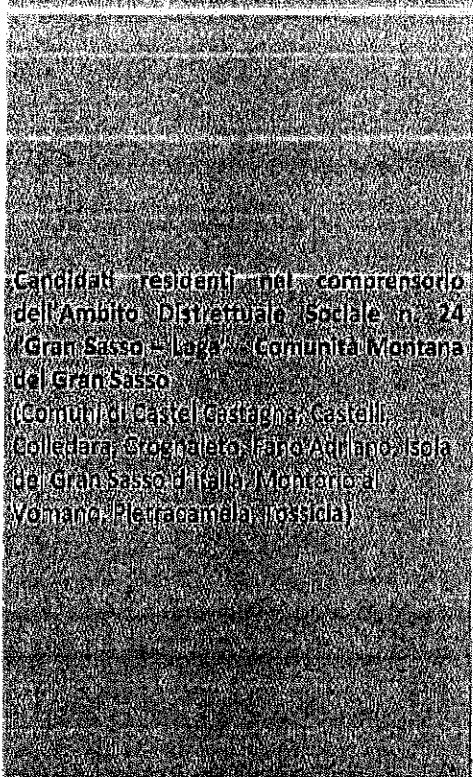 Candidati residenti nel comprensorio
dell'Ambito Distrettuale Sociale n. 24
"Gran Sasso – Laga" - Comunità Montana
del Gran Sasso
(Comuni di Castel Castagna, Castelli,
Colledara, Crognaleto, Fano Adriano, Isola
del Gran Sasso d'Italia, Montorio al
Vomano, Pietracamela, Tossicia)